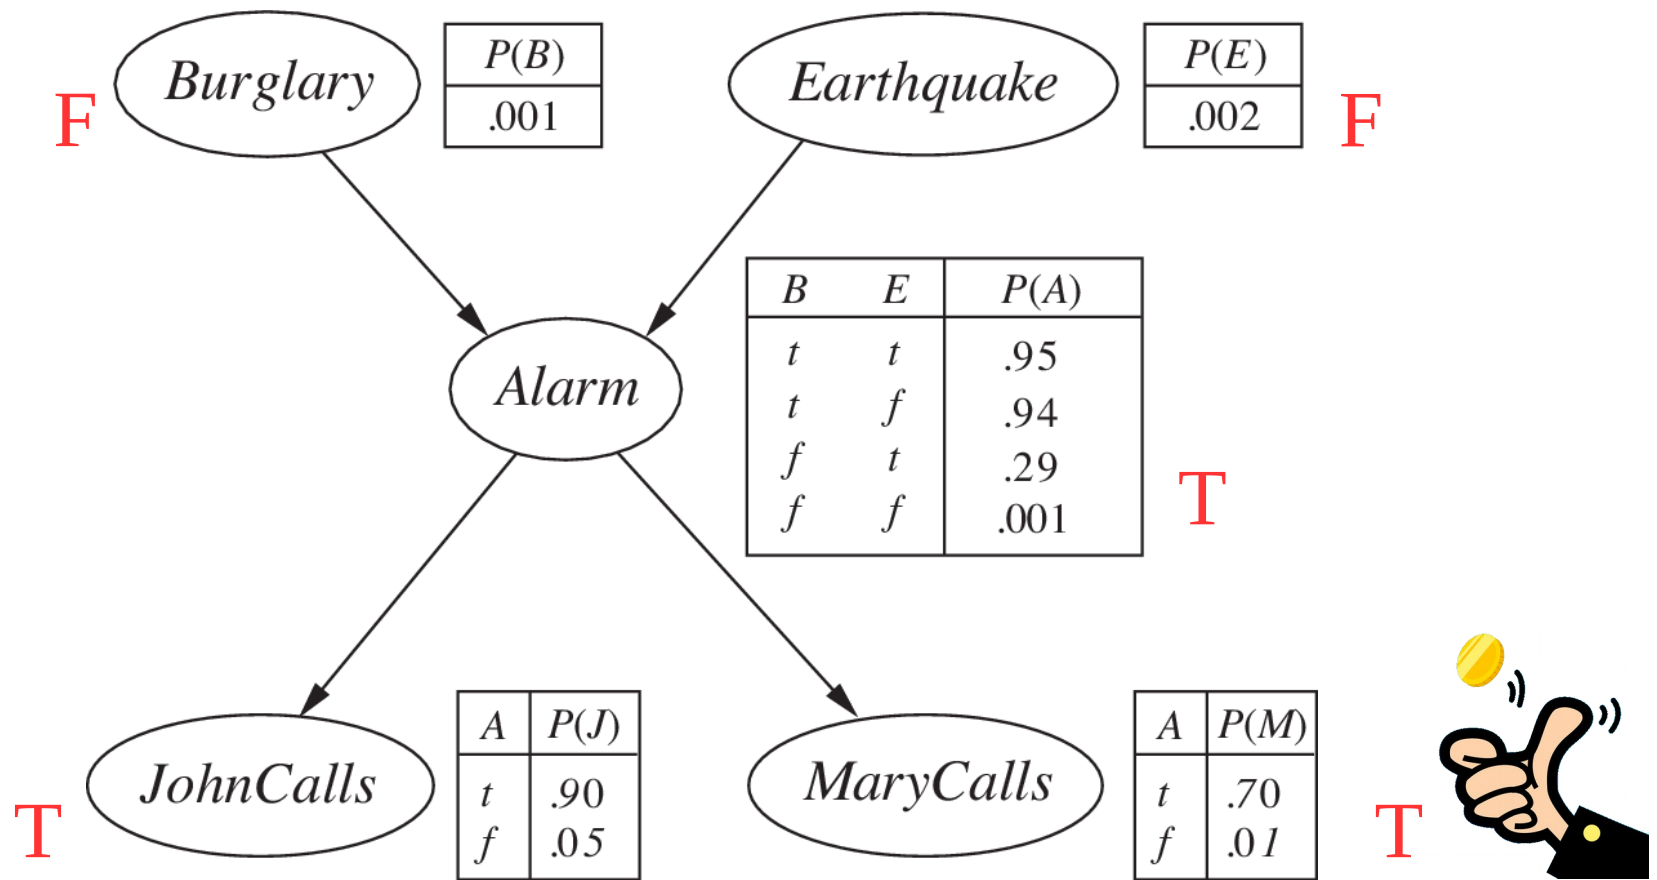 F
Burglary
P(B)
.001
Earthquake
P(E)
.002
F
Alarm
B E P(A)
t t .95
t f .94
f t .29
f f .001
T
T
JohnCalls
A P(J)
t .90
f .05
MaryCalls
A P(M)
t .70
f .01
T